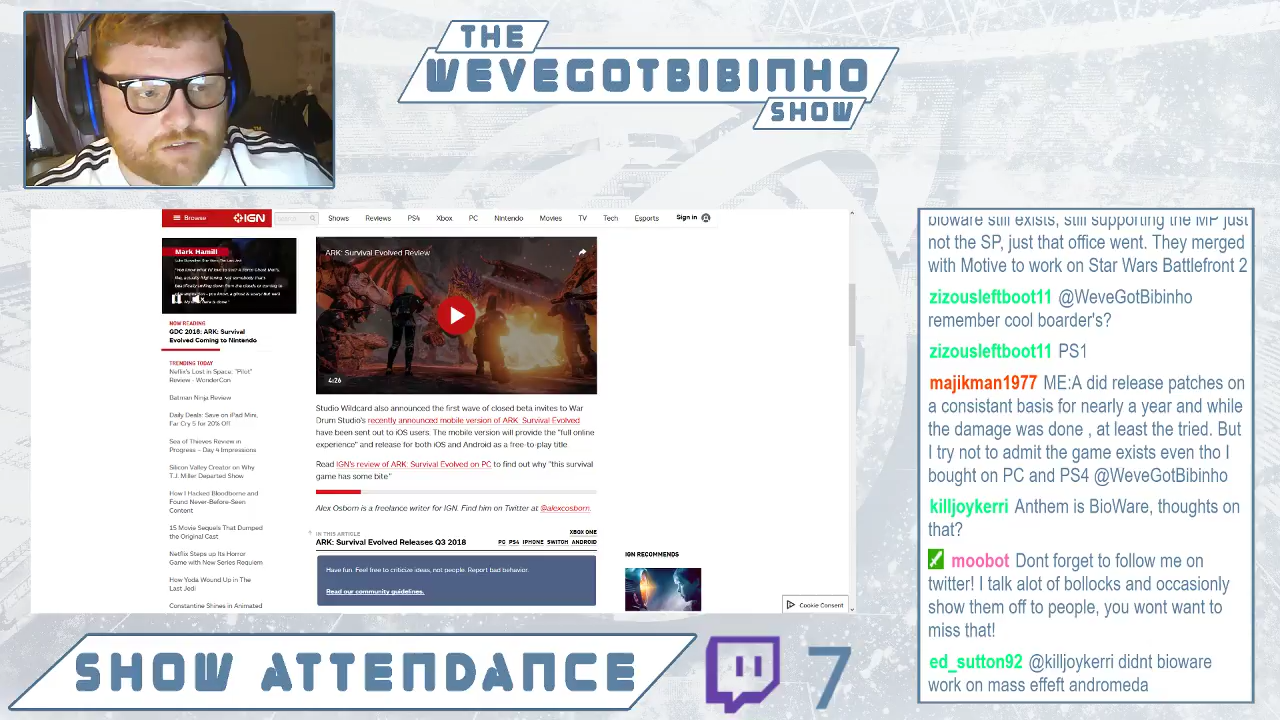 THE
WEVEGOTBIBINHO
SHOW
Browse
IGN
Search
Shows
Reviews
PS4
Xbox
PC
Nintendo
Movies
TV
Tech
Esports
Sign in
Mark Hamill
NOW READING
GDC 2018: ARK: Survival
Evolved Coming to Nintendo
TRENDING TODAY
Netflix's Lost in Space: "Pilot"
Review - WonderCon
Batman Ninja Review
Daily Deals: Save on iPad Mini,
Far Cry 5 for 20% Off
Sea of Thieves Review in
Progress – Day 4 Impressions
Silicon Valley Creator on Why
T.J. Miller Departed Show
How I Hacked Bloodborne and
Found Never-Before-Seen
Content
15 Movie Sequels That Dumped
the Original Cast
Netflix Steps up Its Horror
Game with New Series Requiem
How Yoda Wound Up in The
Last Jedi
Constantine Shines in Animated
ARK: Survival Evolved Review
4:26
Studio Wildcard also announced the first wave of closed beta invites to War
Drum Studio's recently announced mobile version of ARK: Survival Evolved
have been sent out to iOS users. The mobile version will provide the "full online
experience" and release for both iOS and Android as a free-to-play title.
Read IGN's review of ARK: Survival Evolved on PC to find out why "this survival
game has some bite."
Alex Osborn is a freelance writer for IGN. Find him on Twitter at @alexcosborn.
IN THIS ARTICLE
ARK: Survival Evolved Releases Q3 2018
XBOX ONE
PC PS4 IPHONE SWITCH ANDROID
Have fun. Feel free to criticize ideas, not people. Report bad behavior.
Read our community guidelines.
IGN RECOMMENDS
Cookie Consent
still exists, still supporting the MP just
not the SP, just did an event. They merged
with Motive to work on Star Wars Battlefront 2
zizousleftboot11 @WeveGotBibinho
remember cool boarder's?
zizousleftboot11 PS1
majikman1977 ME:A did release patches on
a consistant basis for nearly a year and while
the damage was done, at least it went out. But
I try not to admit the game exists even tho I
bought on PC and PS4 @WeveGotBibinho
killjoykerri Anthem is BioWare, thoughts on
that?
moobot Dont forget to follow me on
twitter! I talk alot of bolocks and occasonly
show them off to people, you wont want to
miss that!
ed_sutton92 @killjoykerri didnt bioware
work on mass effeft andromeda
SHOW ATTENDANCE
7